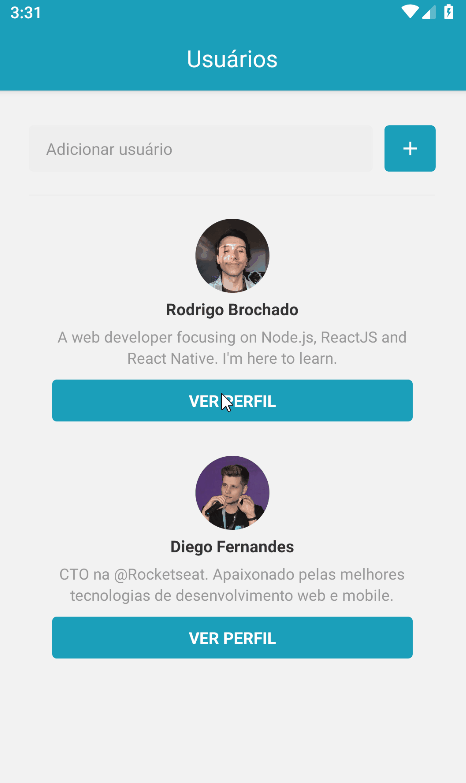 3:31
Usuários
Adicionar usuário
+
Rodrigo Brochado
A web developer focusing on Node.js, ReactJS and
React Native. I'm here to learn.
VER PERFIL
Diego Fernandes
CTO na @Rocketseat. Apaixonado pelas melhores
tecnologias de desenvolvimento web e mobile.
VER PERFIL